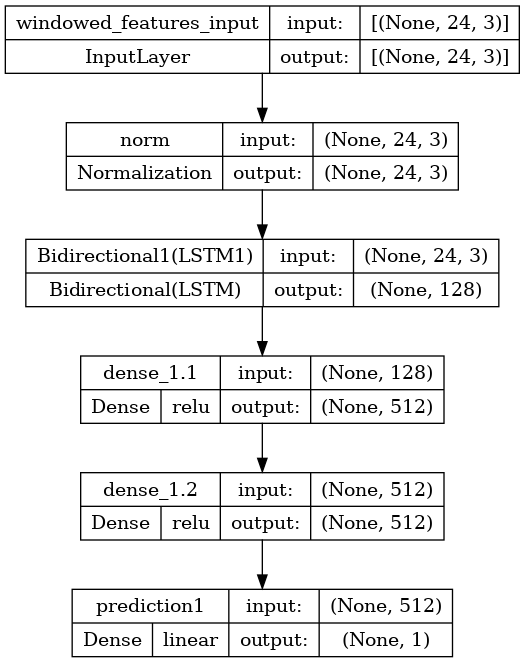 windowed_features_input input: [(None, 24, 3)]
InputLayer output: [(None, 24, 3)]
norm input: (None, 24, 3)
Normalization output: (None, 24, 3)
Bidirectional1(LSTM1) input: (None, 24, 3)
Bidirectional(LSTM) output: (None, 128)
dense_1.1 input: (None, 128)
Dense relu output: (None, 512)
dense_1.2 input: (None, 512)
Dense relu output: (None, 512)
prediction1 input: (None, 512)
Dense linear output: (None, 1)